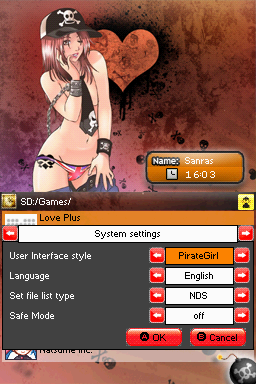 Name: Sanras
16:03
SD:/Games/
Love Plus
System settings
User Interface style PirateGirl
Language English
Set file list type NDS
Safe Mode off
A OK B Cancel
Natsume Inc.